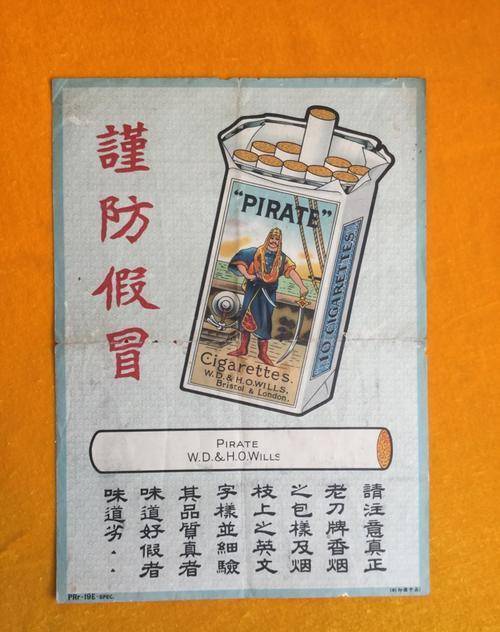 謹防假冒
"PIRATE"
Cigarettes.
W.D. & H.O. WILLS,
Bristol & London.
10 CIGARETTES
PIRATE
W.D. & H.O. WILLS
請注意真正
老刀牌香烟
之包樣及烟
枝上之英文
字樣並細驗
其品質真者
味道好假者
味道劣..
PRr-19E-SPEC.